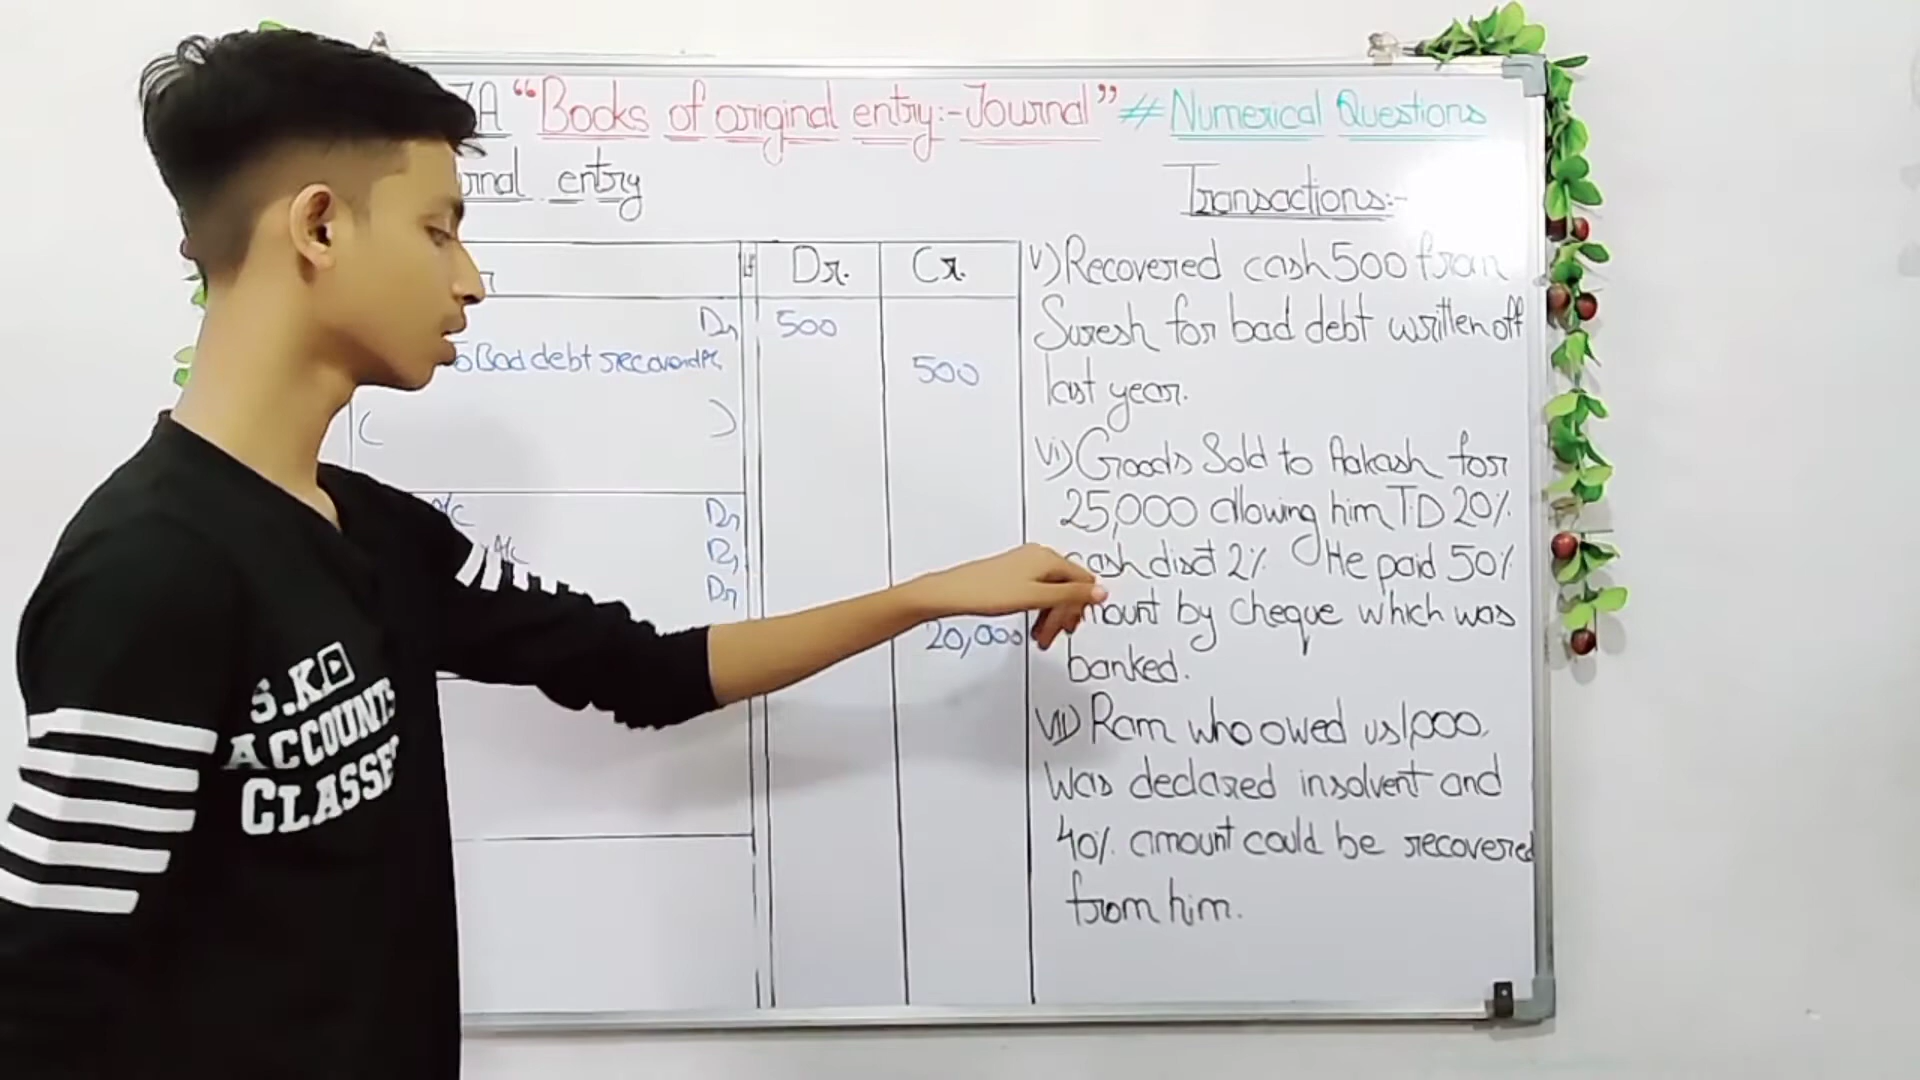 7A "Books of original entry:-Journal" # Numerical Questions
entry
Transactions:-
Dr. Cr.
Dr 500
Bad debt recovered A/c 500
( )
A/c Dr
A/c Dr
Dr
20,000
v) Recovered cash 500 from
Suresh for bad debt written off
last year.
vi) Goods Sold to Aakash for
25,000 allowing him T.D 20%
cash disct 2% He paid 50%
amount by cheque which was
banked.
VII) Ram who owed us 1,000
was declared insolvent and
40% amount could be recovered
from him.
S.K
ACCOUNTS
CLASSES